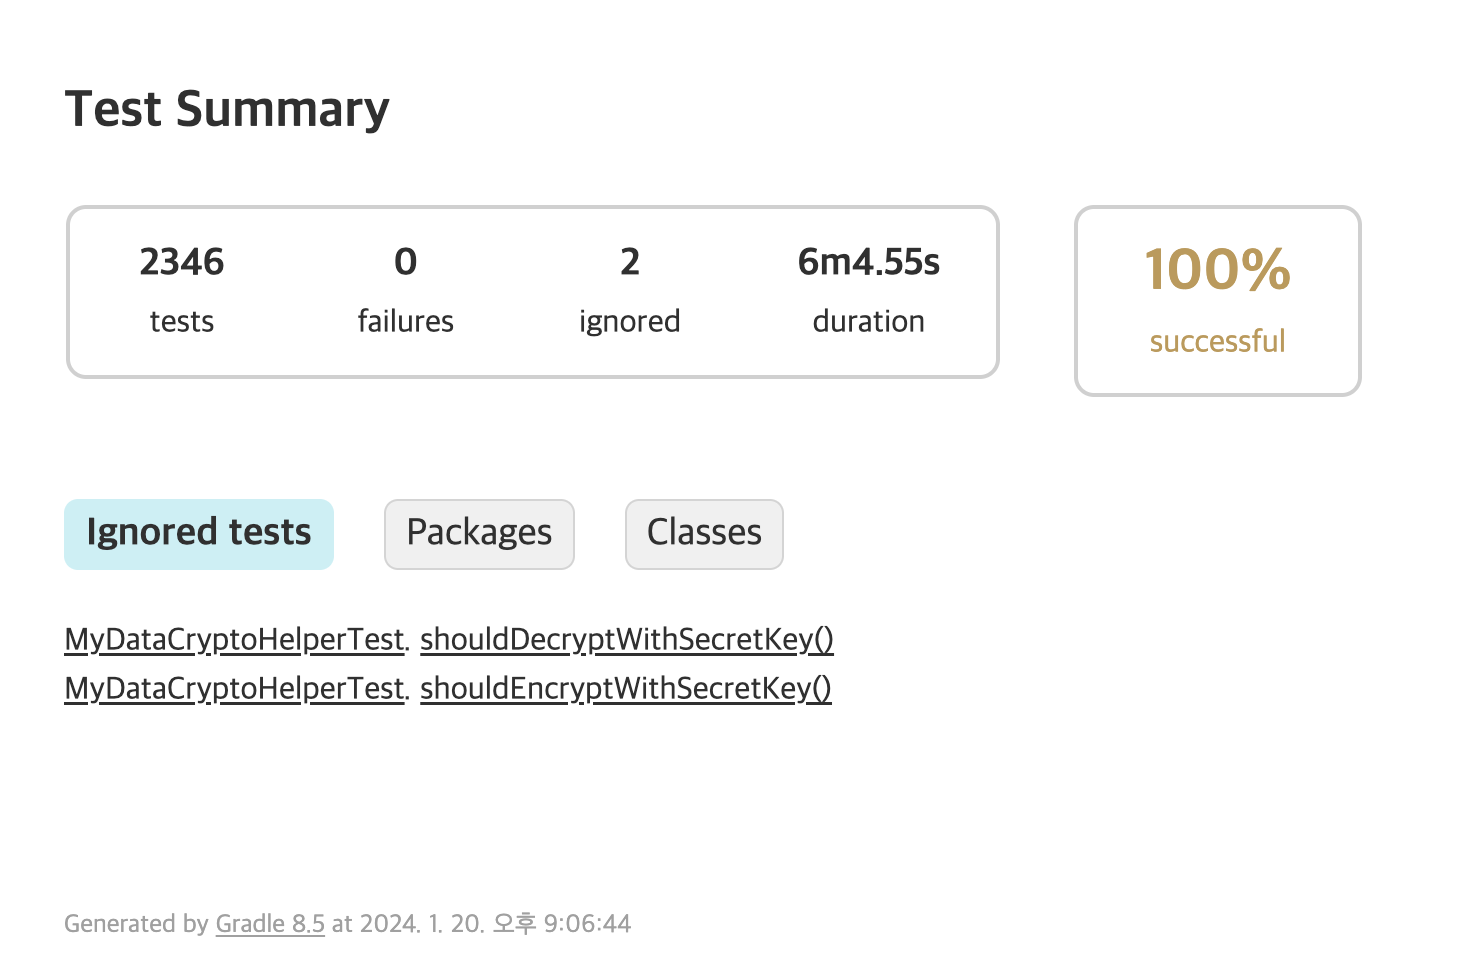 Test Summary
2346 0 2 6m4.55s
tests failures ignored duration
100%
successful
Ignored tests Packages Classes
MyDataCryptoHelperTest. shouldDecryptWithSecretKey()
MyDataCryptoHelperTest. shouldEncryptWithSecretKey()
Generated by Gradle 8.5 at 2024. 1. 20. 오후 9:06:44